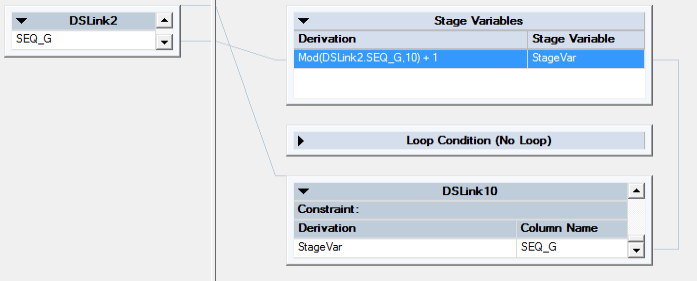 DSLink2
SEQ_G
Stage Variables
Derivation Stage Variable
Mod(DSLink2.SEQ_G,10) + 1 StageVar
Loop Condition (No Loop)
DSLink10
Constraint:
Derivation Column Name
StageVar SEQ_G